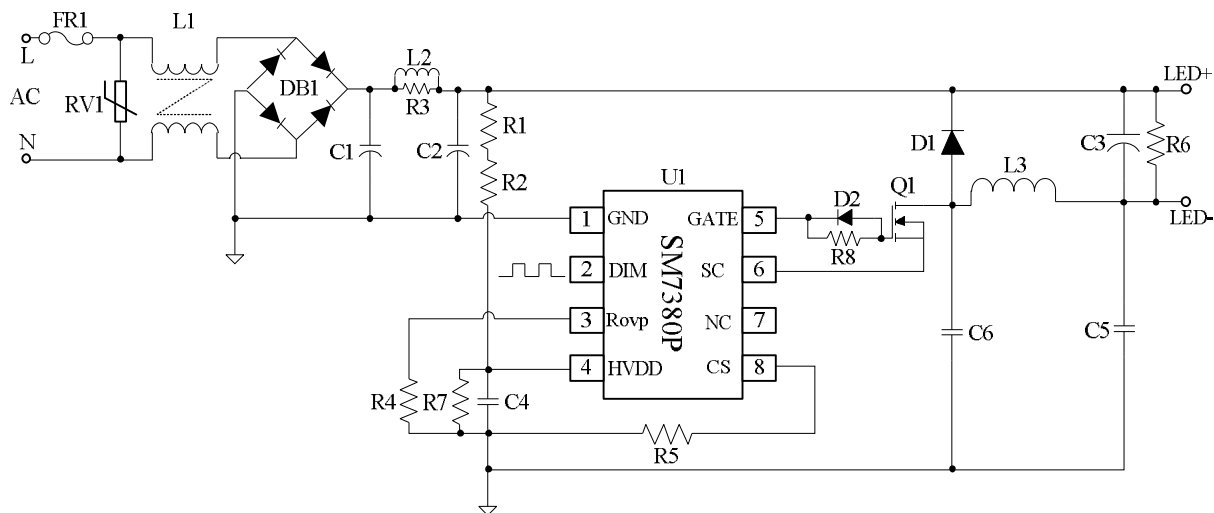 FR1
L1
L
AC
RV1
N
DB1
L2
R3
C1
C2
R1
R2
LED+
D1
C3
R6
L3
LED-
U1
SM7380P
1 GND
2 DIM
3 Rovp
4 HVDD
GATE 5
SC 6
NC 7
CS 8
D2
R8
Q1
C6
C5
R4
R7
C4
R5